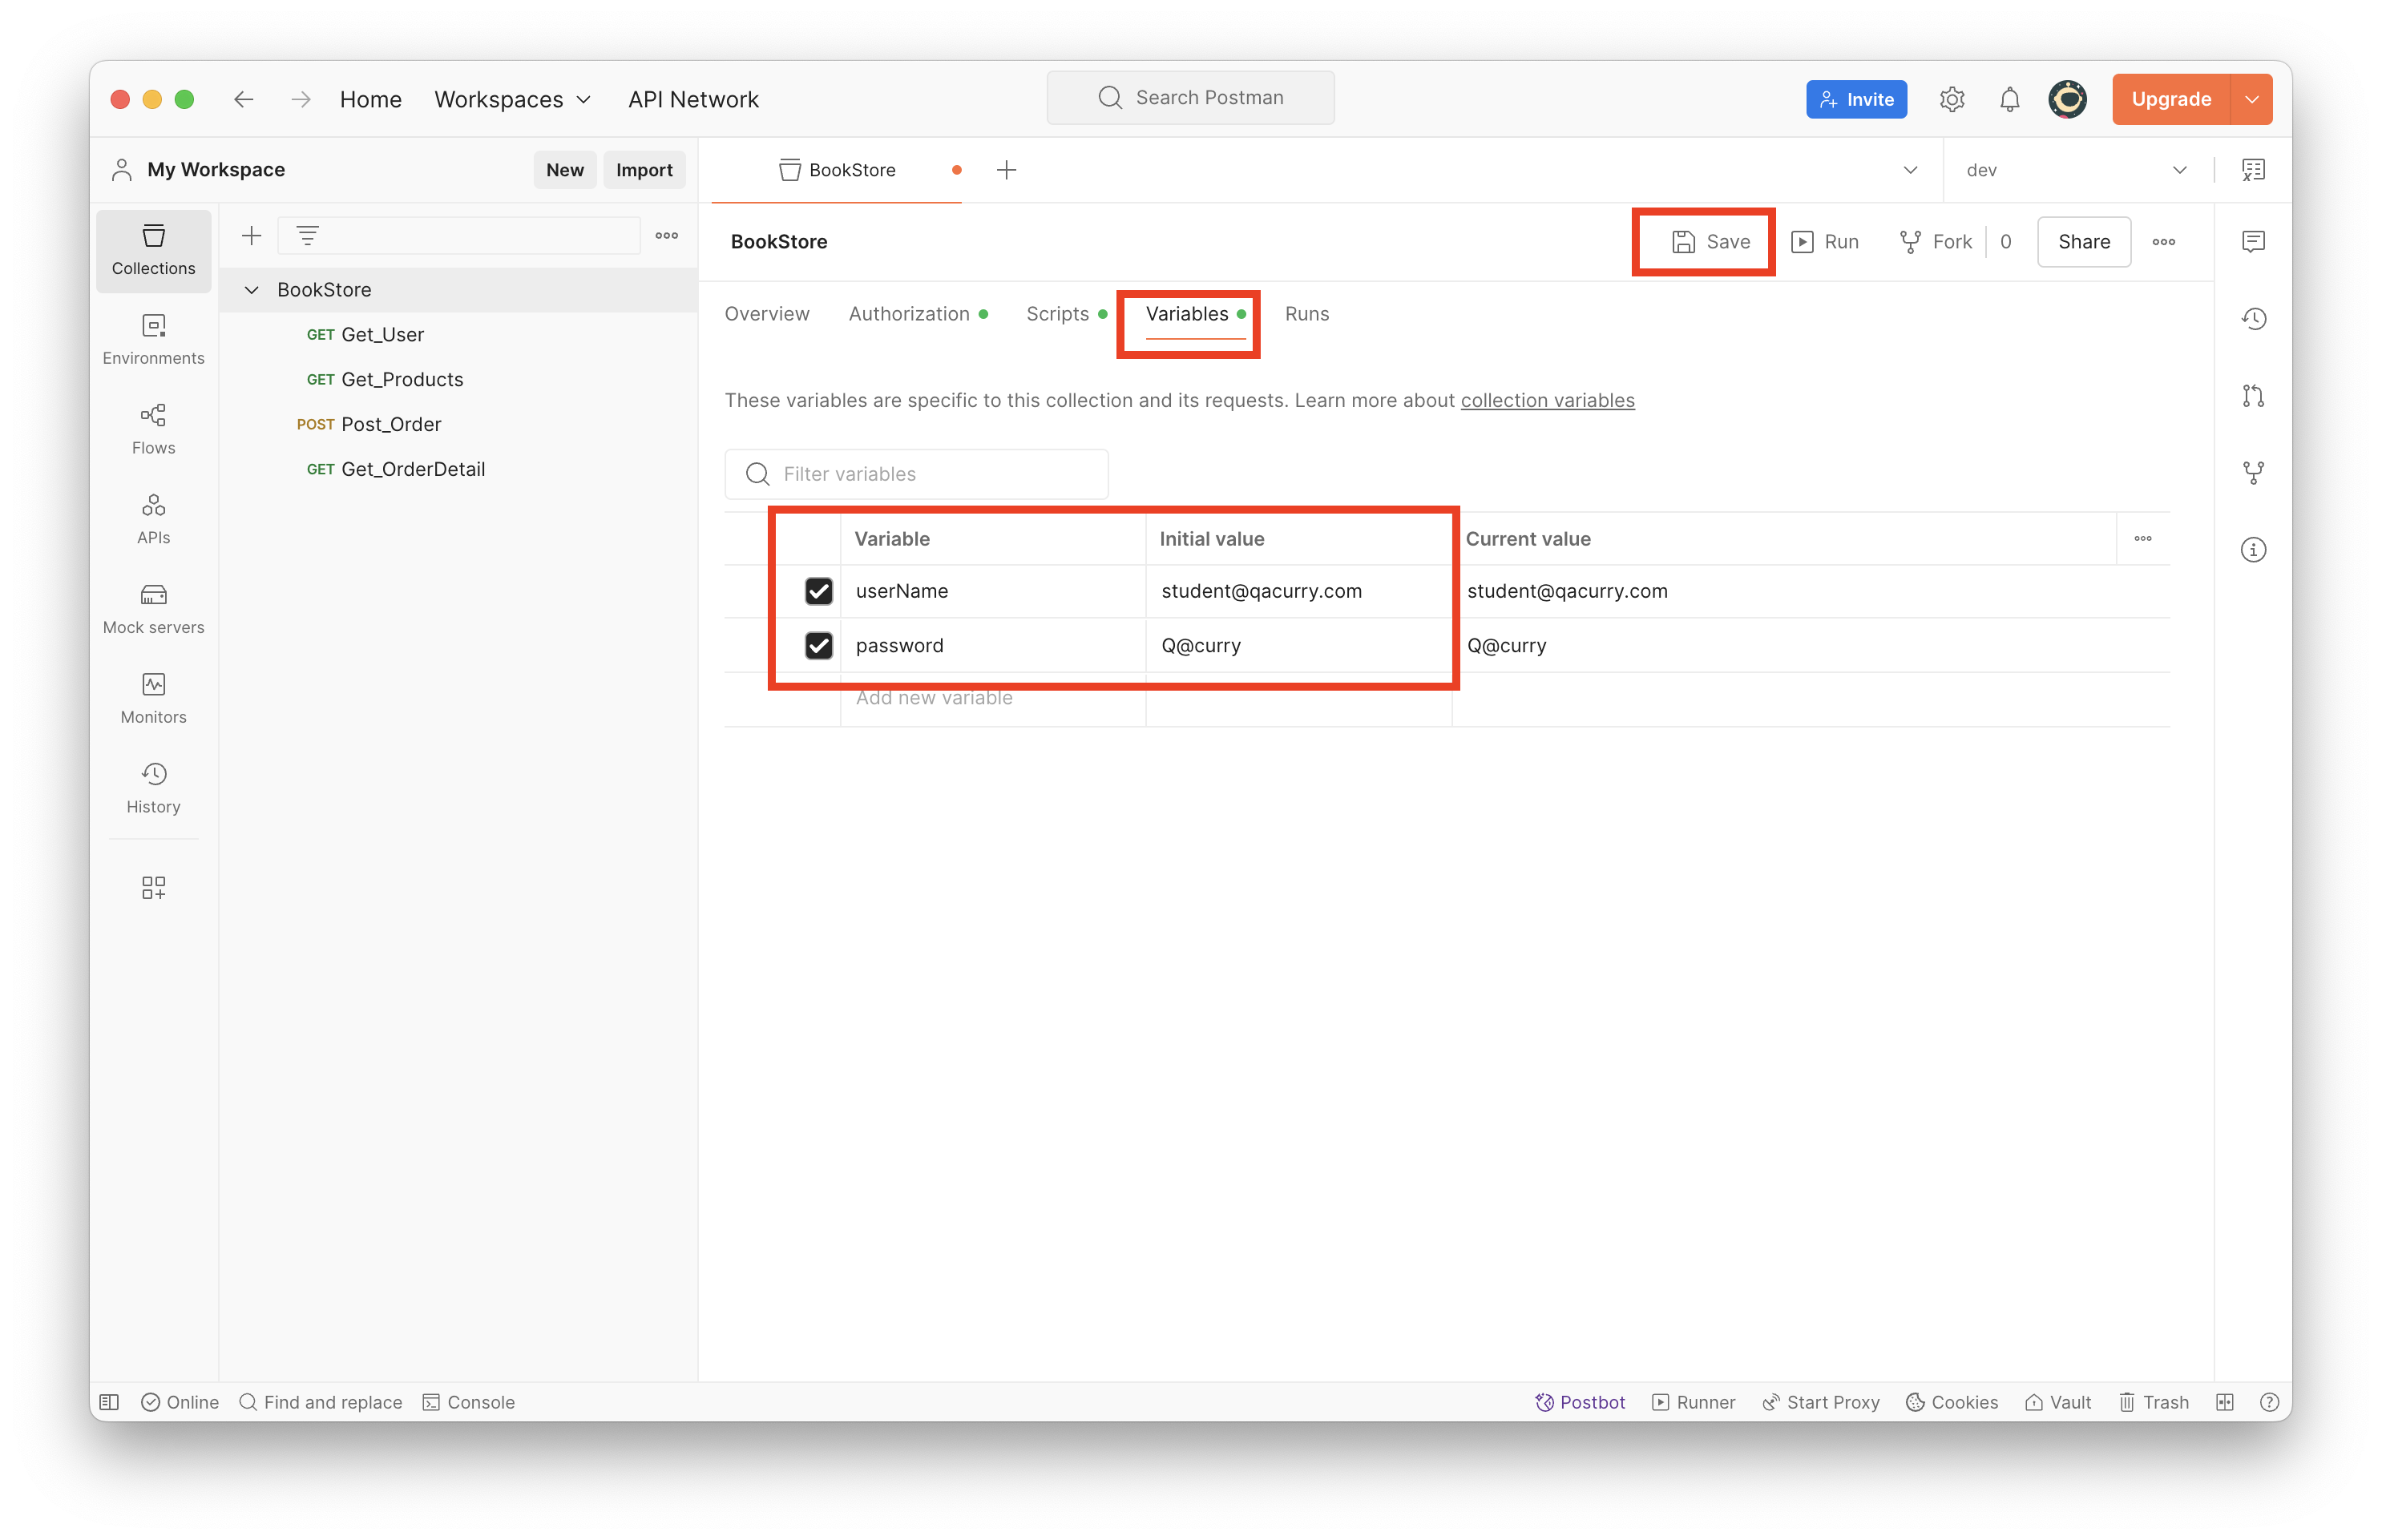 Home Workspaces API Network Search Postman Invite Upgrade
My Workspace New Import BookStore dev
Collections
Environments
Flows
APIs
Mock servers
Monitors
History
BookStore
GET Get_User
GET Get_Products
POST Post_Order
GET Get_OrderDetail
BookStore Save Run Fork 0 Share
Overview Authorization Scripts Variables Runs
These variables are specific to this collection and its requests. Learn more about collection variables
Filter variables
Variable Initial value Current value
userName student@qacurry.com student@qacurry.com
password Q@curry Q@curry
Add new variable
Online Find and replace Console Postbot Runner Start Proxy Cookies Vault Trash